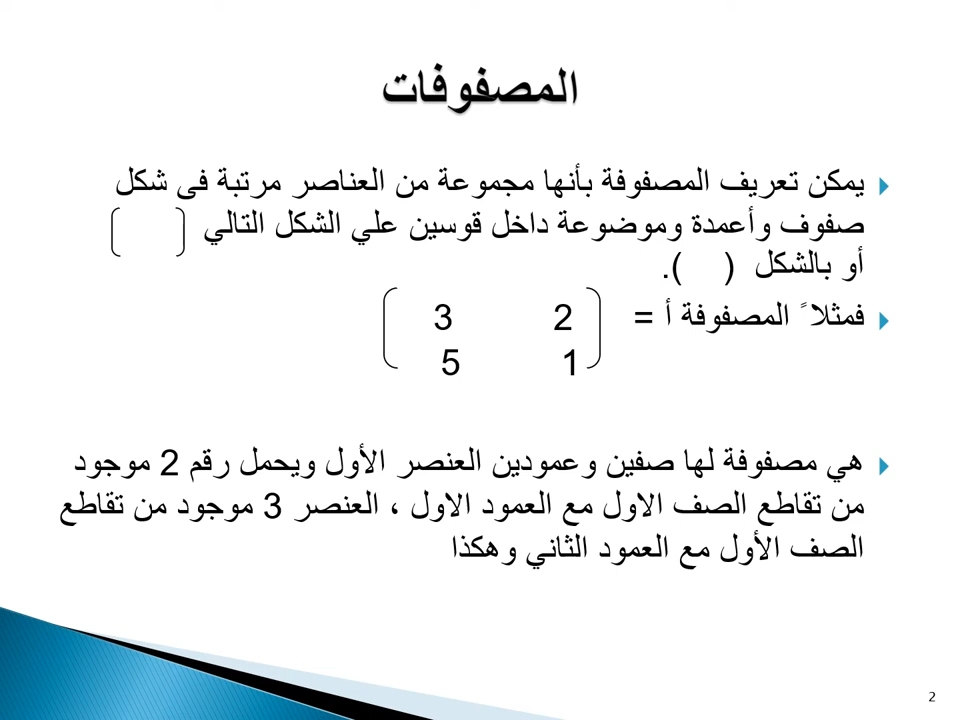 المصفوفات
يمكن تعريف المصفوفة بأنها مجموعة من العناصر مرتبة فى شكل
صفوف وأعمدة وموضوعة داخل قوسين علي الشكل التالي [ ]
أو بالشكل ( ).
فمثلاً المصفوفة أ = 2 3
1 5
هي مصفوفة لها صفين وعمودين العنصر الأول ويحمل رقم 2 موجود
من تقاطع الصف الاول مع العمود الاول ، العنصر 3 موجود من تقاطع
الصف الأول مع العمود الثاني وهكذا
2